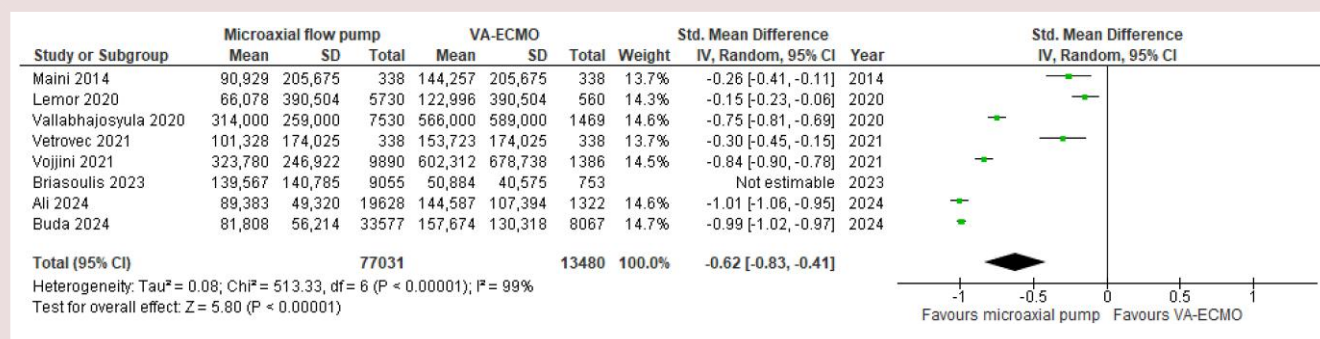 Microaxial flow pump VA-ECMO Std. Mean Difference Std. Mean Difference
Study or Subgroup Mean SD Total Mean SD Total Weight IV, Random, 95% CI Year IV, Random, 95% CI
Maini 2014 90,929 205,675 338 144,257 205,675 338 13.7% -0.26 [-0.41, -0.11] 2014
Lemor 2020 66,078 390,504 5730 122,996 390,504 560 14.3% -0.15 [-0.23, -0.06] 2020
Vallabhajosyula 2020 314,000 259,000 7530 566,000 589,000 1469 14.6% -0.75 [-0.81, -0.69] 2020
Vetrovec 2021 101,328 174,025 338 153,723 174,025 338 13.7% -0.30 [-0.45, -0.15] 2021
Vojjini 2021 323,780 246,922 9890 602,312 678,738 1386 14.5% -0.84 [-0.90, -0.78] 2021
Briasoulis 2023 139,567 140,785 9055 50,884 40,575 753 Not estimable 2023
Ali 2024 89,383 49,320 19628 144,587 107,394 1322 14.6% -1.01 [-1.06, -0.95] 2024
Buda 2024 81,808 56,214 33577 157,674 130,318 8067 14.7% -0.99 [-1.02, -0.97] 2024
Total (95% CI) 77031 13480 100.0% -0.62 [-0.83, -0.41]
Heterogeneity: Tau² = 0.08; Chi² = 513.33, df = 6 (P < 0.00001); I² = 99%
Test for overall effect: Z = 5.80 (P < 0.00001)
-1 -0.5 0 0.5 1
Favours microaxial pump Favours VA-ECMO